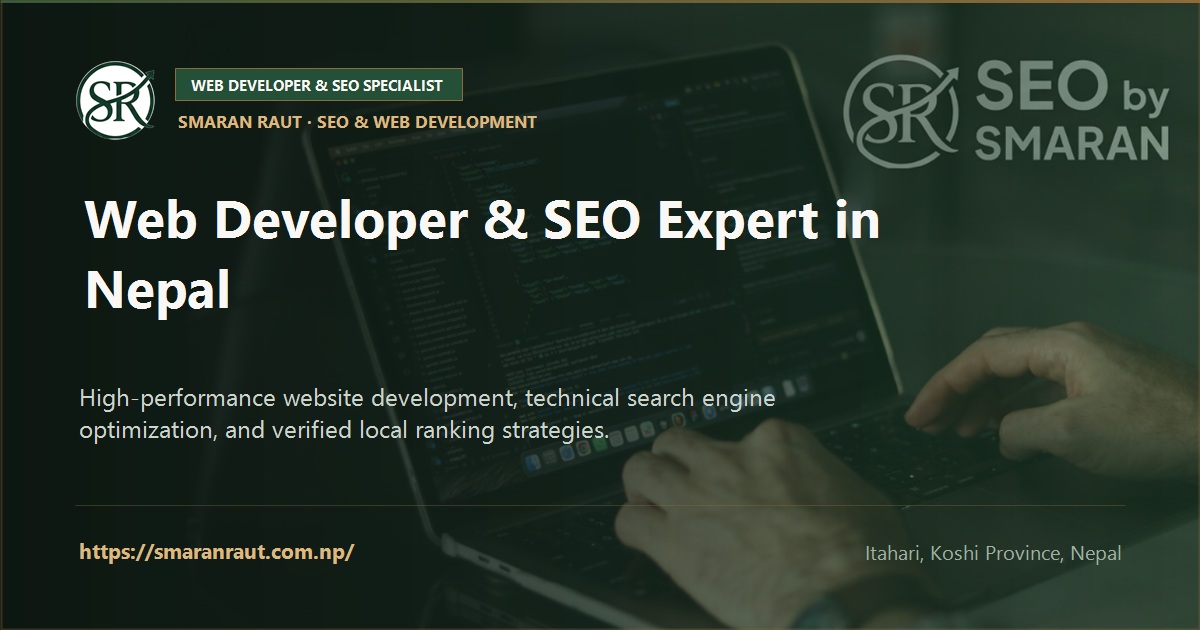 SR
WEB DEVELOPER & SEO SPECIALIST
SMARAN RAUT · SEO & WEB DEVELOPMENT
SR
SEO by
SMARAN
Web Developer & SEO Expert in
Nepal
High-performance website development, technical search engine
optimization, and verified local ranking strategies.
https://smaranraut.com.np/
Itahari, Koshi Province, Nepal